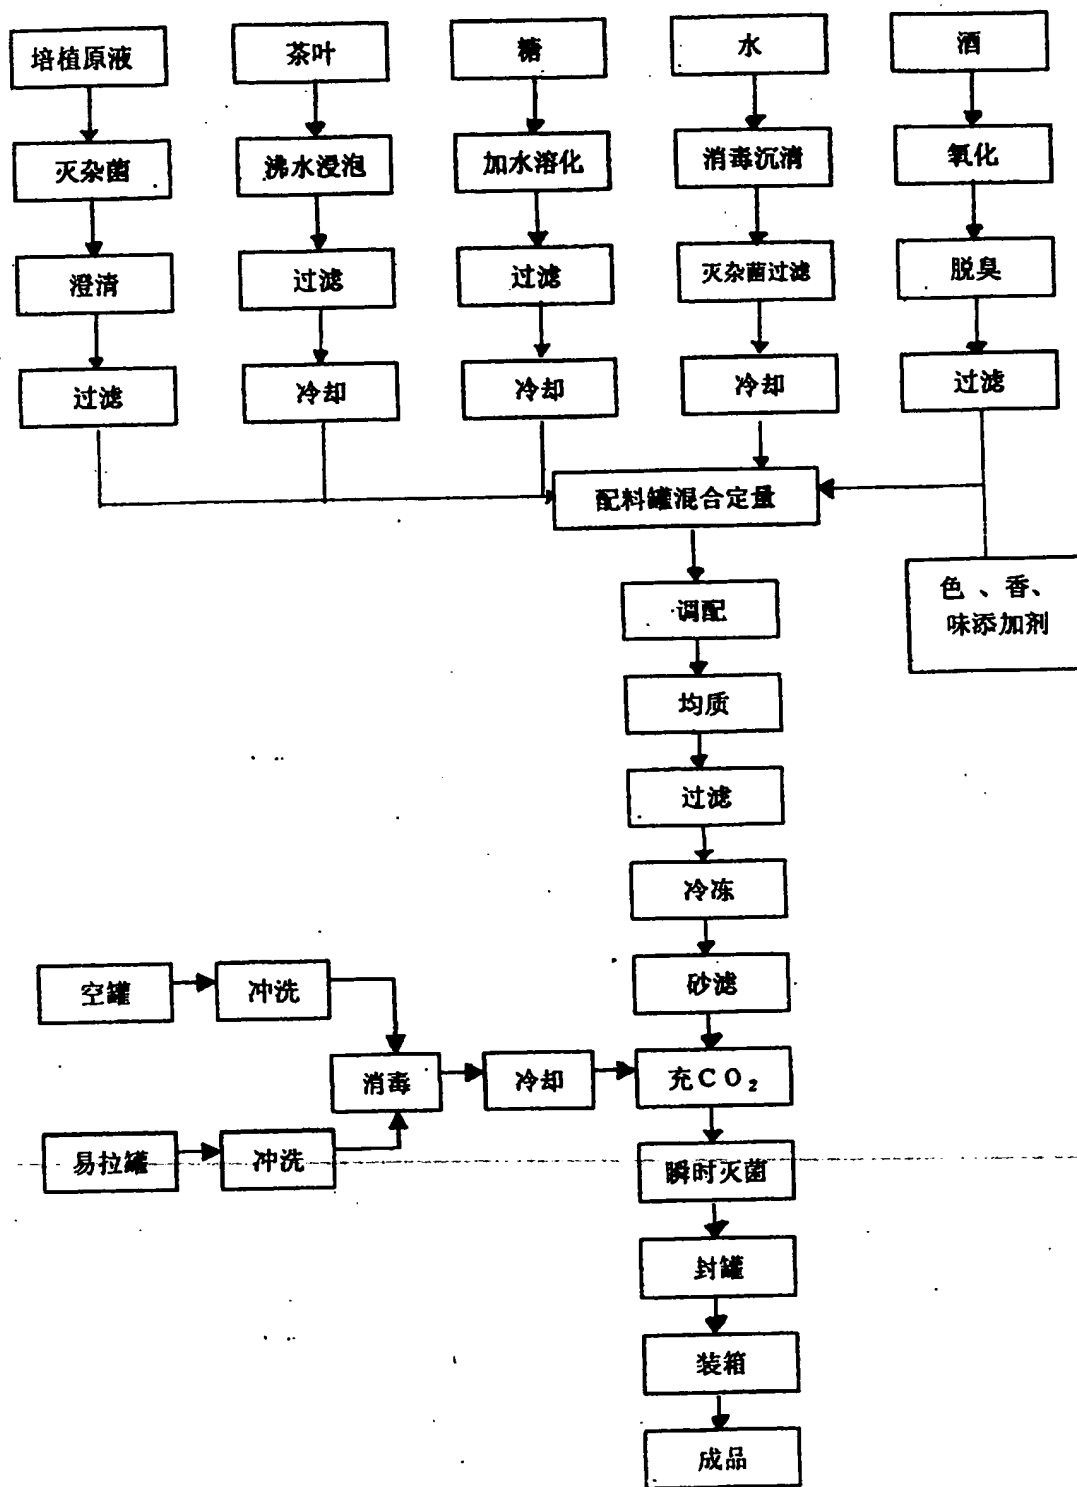 培植原液
茶叶
糖
水
酒
灭杂菌
沸水浸泡
加水溶化
消毒沉清
氧化
澄清
过滤
过滤
灭杂菌过滤
脱臭
过滤
冷却
冷却
冷却
过滤
配料罐混合定量
色、香、
味添加剂
调配
均质
过滤
冷冻
砂滤
空罐
冲洗
消毒
冷却
充CO₂
易拉罐
冲洗
瞬时灭菌
封罐
装箱
成品